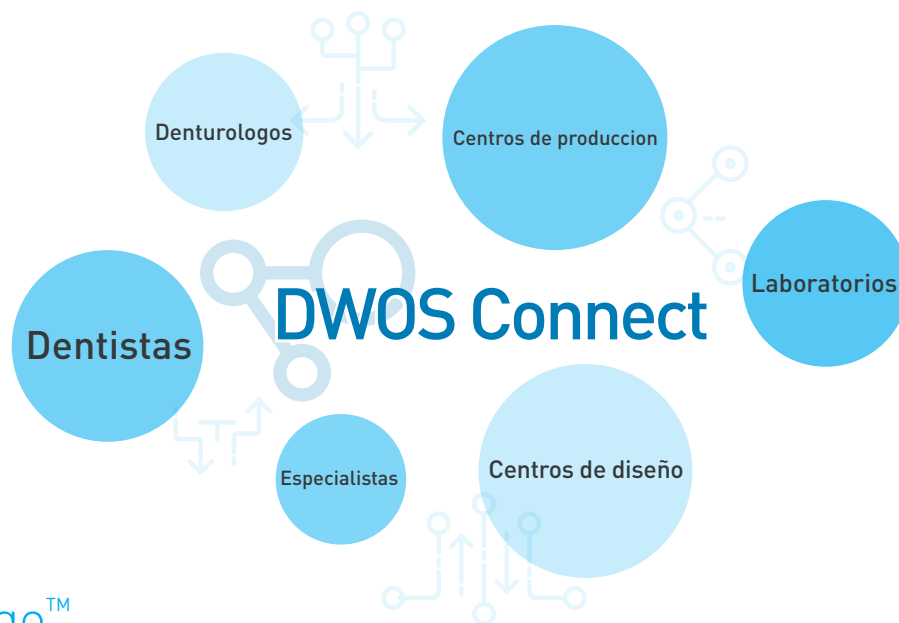 Denturologos
Centros de produccion
Laboratorios
DWOS Connect
Dentistas
Especialistas
Centros de diseño